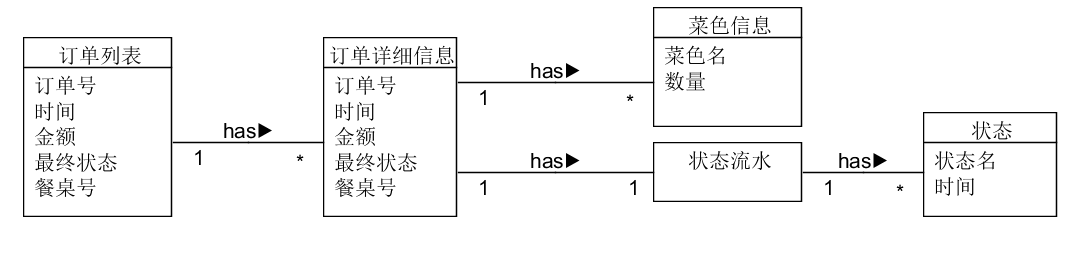 订单列表
订单号
时间
金额
最终状态
餐桌号
has▶
1
*
订单详细信息
订单号
时间
金额
最终状态
餐桌号
has▶
1
*
菜色信息
菜色名
数量
has▶
1
1
状态流水
has▶
1
*
状态
状态名
时间